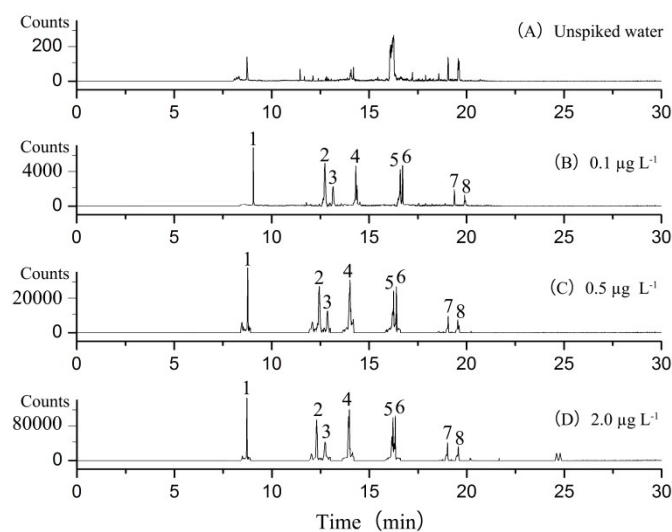 Counts
(A) Unspiked water
200
0
0 5 10 15 20 25 30
Counts
1 2 3 4 5 6 7 8
(B) 0.1 µg L-1
4000
0
0 5 10 15 20 25 30
Counts
1 2 3 4 5 6 7 8
(C) 0.5 µg L-1
20000
0
0 5 10 15 20 25 30
Counts
1 2 3 4 5 6 7 8
(D) 2.0 µg L-1
80000
0
0 5 10 15 20 25 30
Time (min)